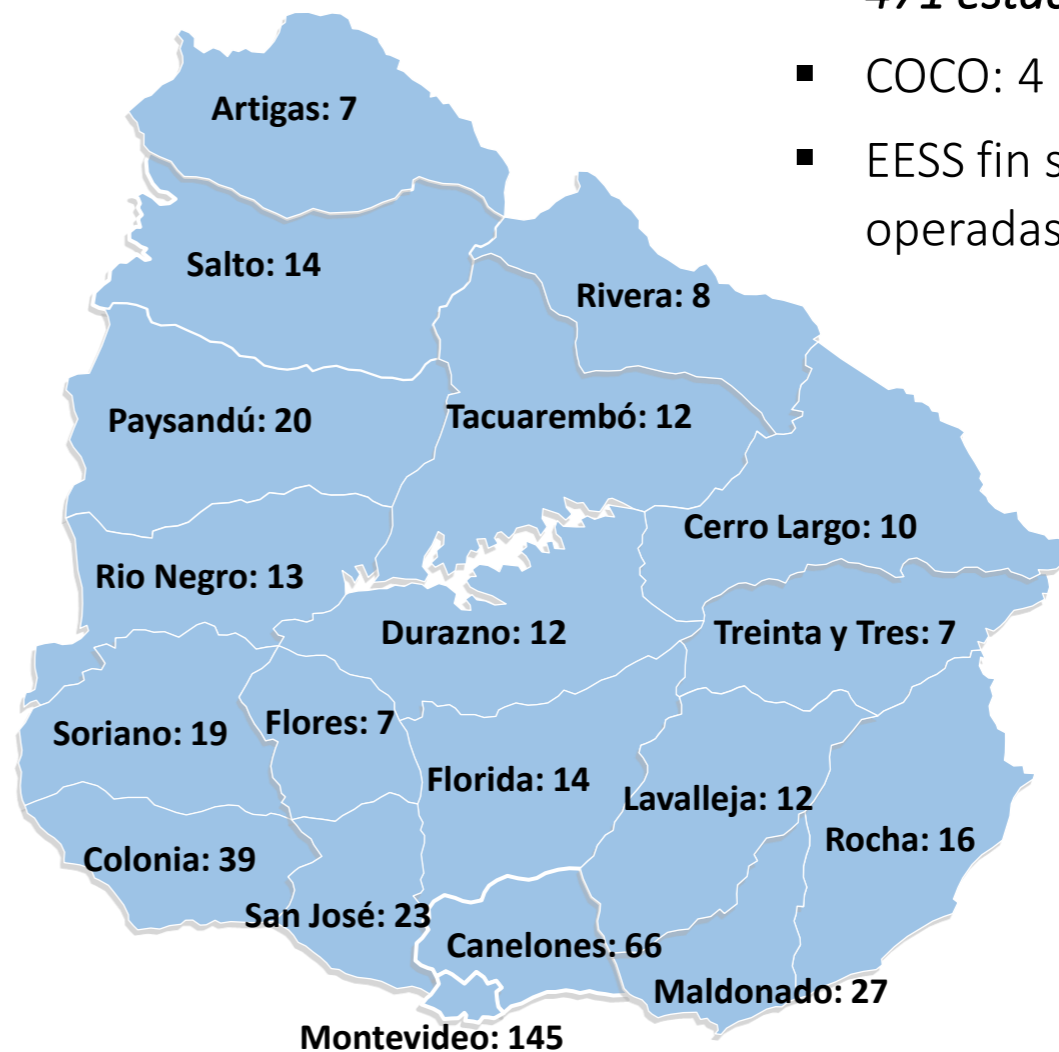 471
▪ COCO: 4
▪ EESS fin
operadas
Artigas: 7
Salto: 14
Rivera: 8
Paysandú: 20
Tacuarembó: 12
Cerro Largo: 10
Rio Negro: 13
Durazno: 12
Treinta y Tres: 7
Soriano: 19
Flores: 7
Florida: 14
Lavalleja: 12
Colonia: 39
Rocha: 16
San José: 23
Canelones: 66
Maldonado: 27
Montevideo: 145